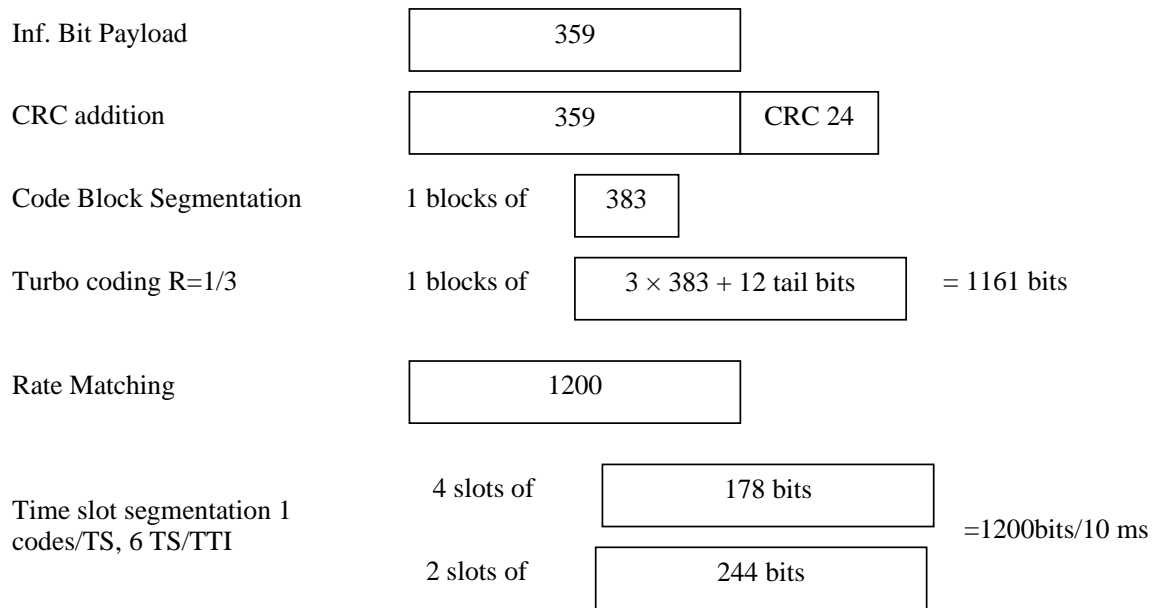 Inf. Bit Payload 359
CRC addition 359 CRC 24
Code Block Segmentation 1 blocks of 383
Turbo coding R=1/3 1 blocks of 3 × 383 + 12 tail bits = 1161 bits
Rate Matching 1200
4 slots of 178 bits
Time slot segmentation 1
codes/TS, 6 TS/TTI
=1200bits/10 ms
2 slots of 244 bits